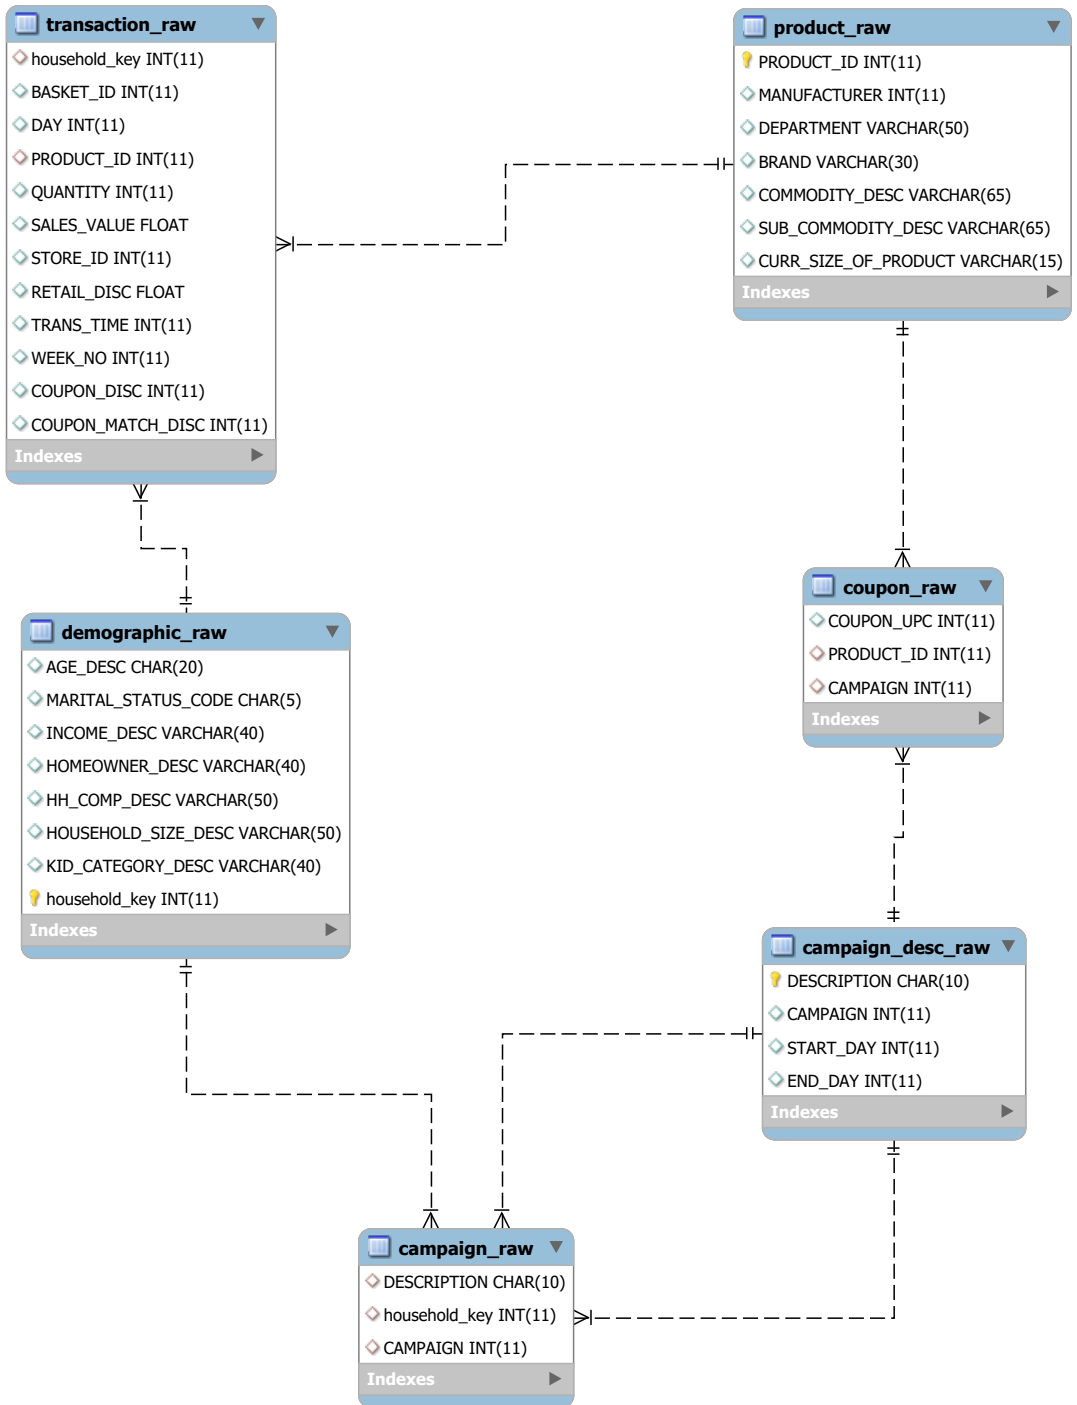 transaction_raw
household_key INT(11)
BASKET_ID INT(11)
DAY INT(11)
PRODUCT_ID INT(11)
QUANTITY INT(11)
SALES_VALUE FLOAT
STORE_ID INT(11)
RETAIL_DISC FLOAT
TRANS_TIME INT(11)
WEEK_NO INT(11)
COUPON_DISC INT(11)
COUPON_MATCH_DISC INT(11)
Indexes
product_raw
PRODUCT_ID INT(11)
MANUFACTURER INT(11)
DEPARTMENT VARCHAR(50)
BRAND VARCHAR(30)
COMMODITY_DESC VARCHAR(65)
SUB_COMMODITY_DESC VARCHAR(65)
CURR_SIZE_OF_PRODUCT VARCHAR(15)
Indexes
coupon_raw
COUPON_UPC INT(11)
PRODUCT_ID INT(11)
CAMPAIGN INT(11)
Indexes
demographic_raw
AGE_DESC CHAR(20)
MARITAL_STATUS_CODE CHAR(5)
INCOME_DESC VARCHAR(40)
HOMEOWNER_DESC VARCHAR(40)
HH_COMP_DESC VARCHAR(50)
HOUSEHOLD_SIZE_DESC VARCHAR(50)
KID_CATEGORY_DESC VARCHAR(40)
household_key INT(11)
Indexes
campaign_desc_raw
DESCRIPTION CHAR(10)
CAMPAIGN INT(11)
START_DAY INT(11)
END_DAY INT(11)
Indexes
campaign_raw
DESCRIPTION CHAR(10)
household_key INT(11)
CAMPAIGN INT(11)
Indexes